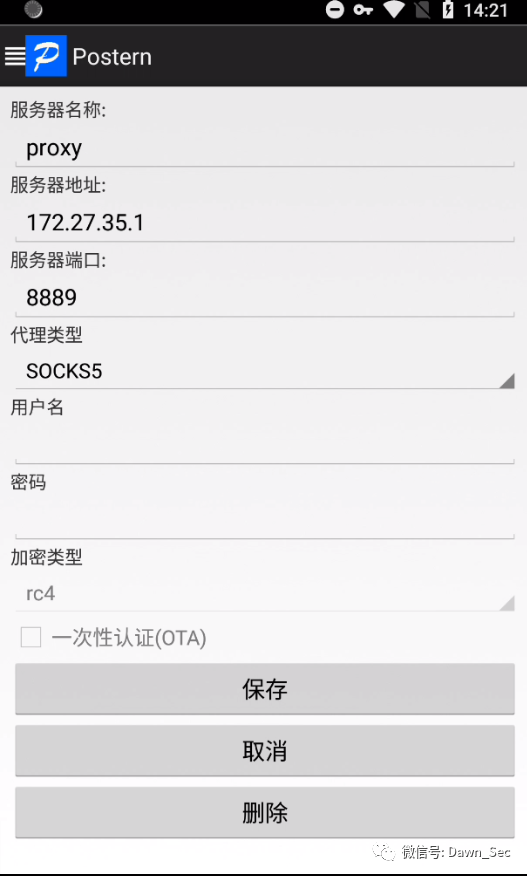 14:21
Postern
服务器名称:
proxy
服务器地址:
172.27.35.1
服务器端口:
8889
代理类型
SOCKS5
用户名
密码
加密类型
rc4
一次性认证(OTA)
保存
取消
删除
微信号: Dawn_Sec